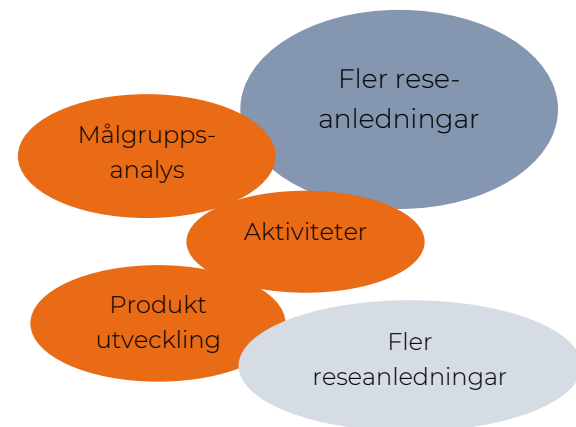 Fler rese-
anledningar
Målgrupps-
analys
Aktiviteter
Produkt
utveckling
Fler
reseanledningar